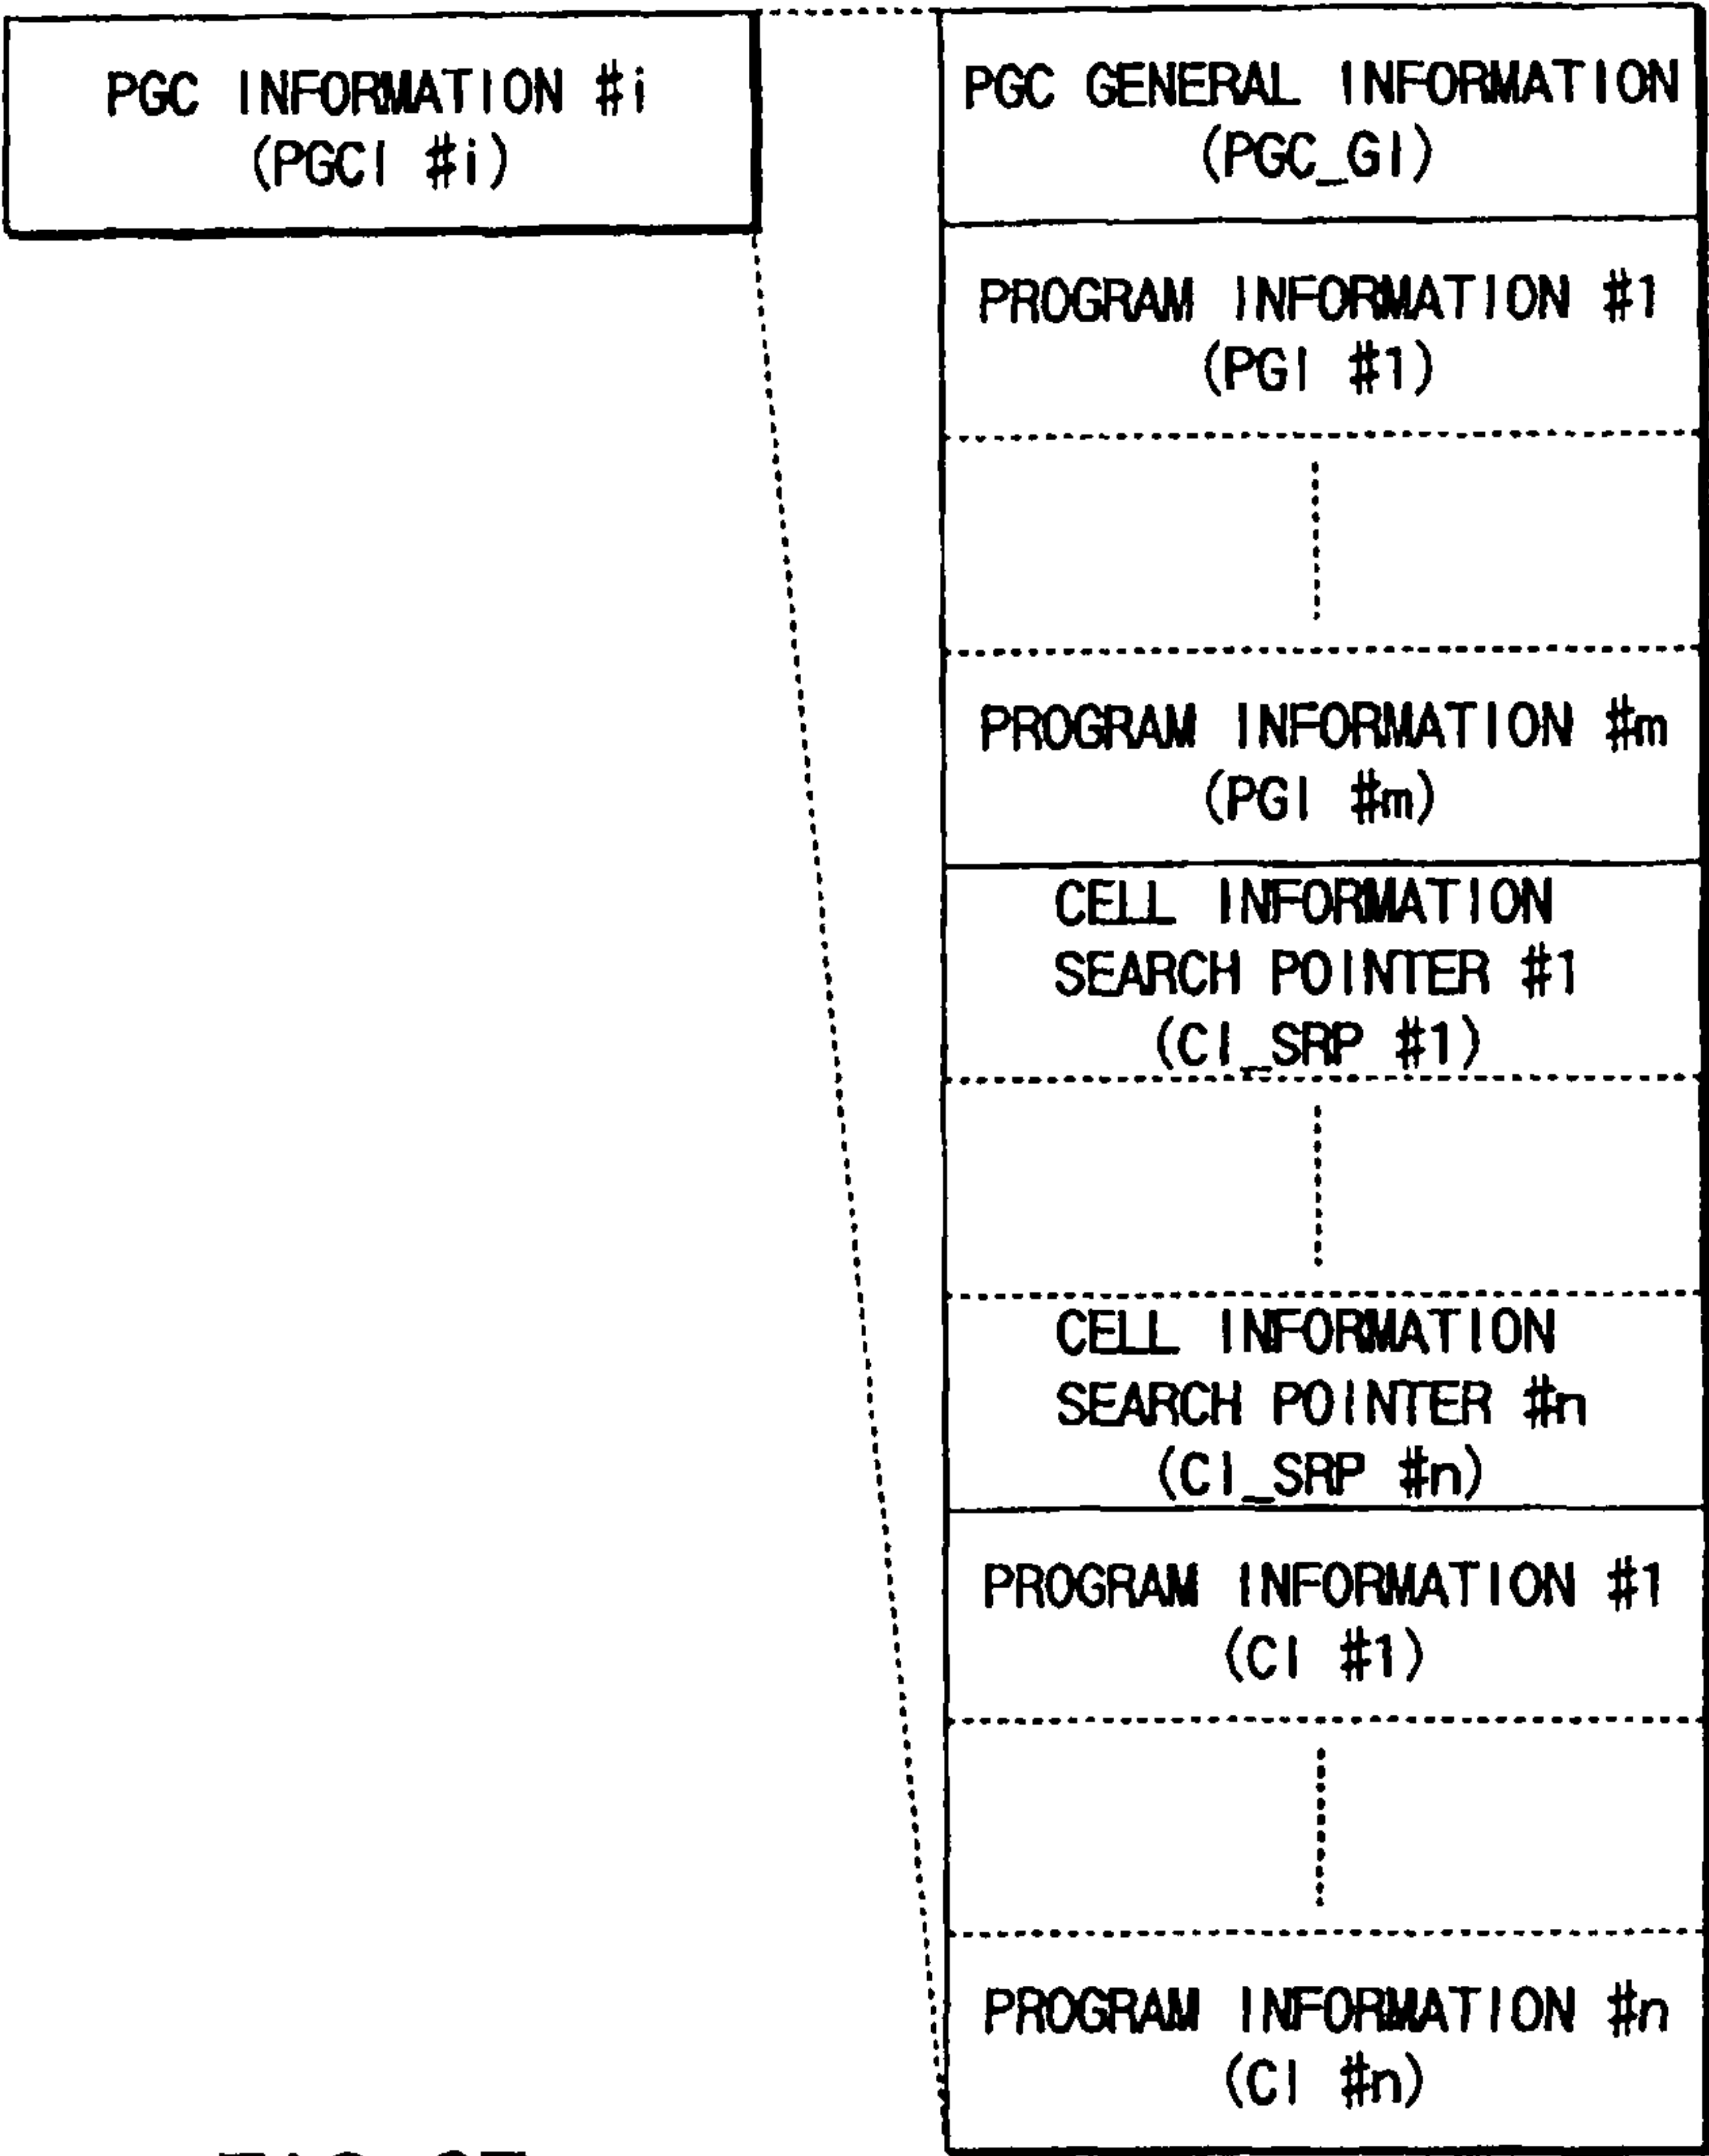 PGC INFORMATION #i
(PGCI #i)
PGC GENERAL INFORMATION
(PGC_GI)
PROGRAM INFORMATION #1
(PGI #1)
PROGRAM INFORMATION #m
(PGI #m)
CELL INFORMATION
SEARCH POINTER #1
(CI_SRP #1)
CELL INFORMATION
SEARCH POINTER #n
(CI_SRP #n)
PROGRAM INFORMATION #1
(CI #1)
PROGRAM INFORMATION #n
(CI #n)